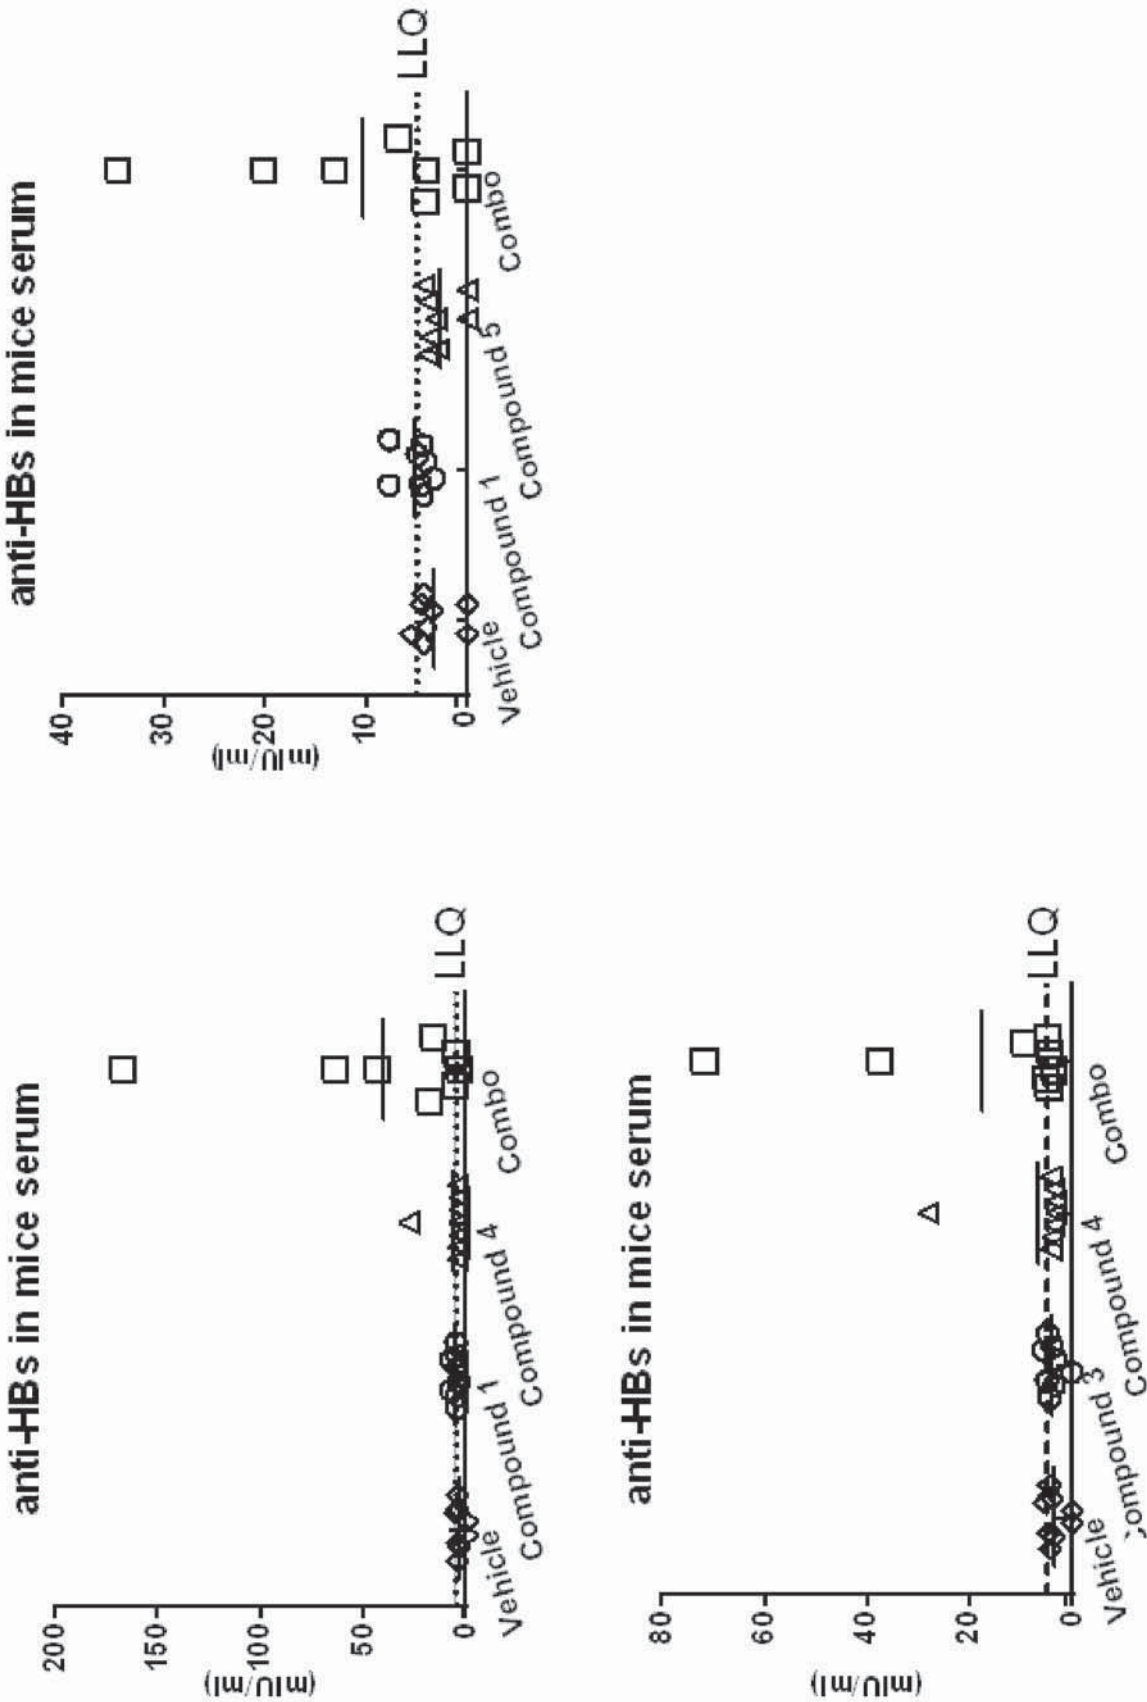 anti-HBs in mice serum
200
150
100
50
0
(mIU/ml)
LLQ
Vehicle
Compound 1
Compound 4
Combo
anti-HBs in mice serum
40
30
20
10
0
(mIU/ml)
LLQ
Vehicle
Compound 1
Compound 5
Combo
anti-HBs in mice serum
80
60
40
20
0
(mIU/ml)
LLQ
Vehicle
ompound 3
Compound 4
Combo